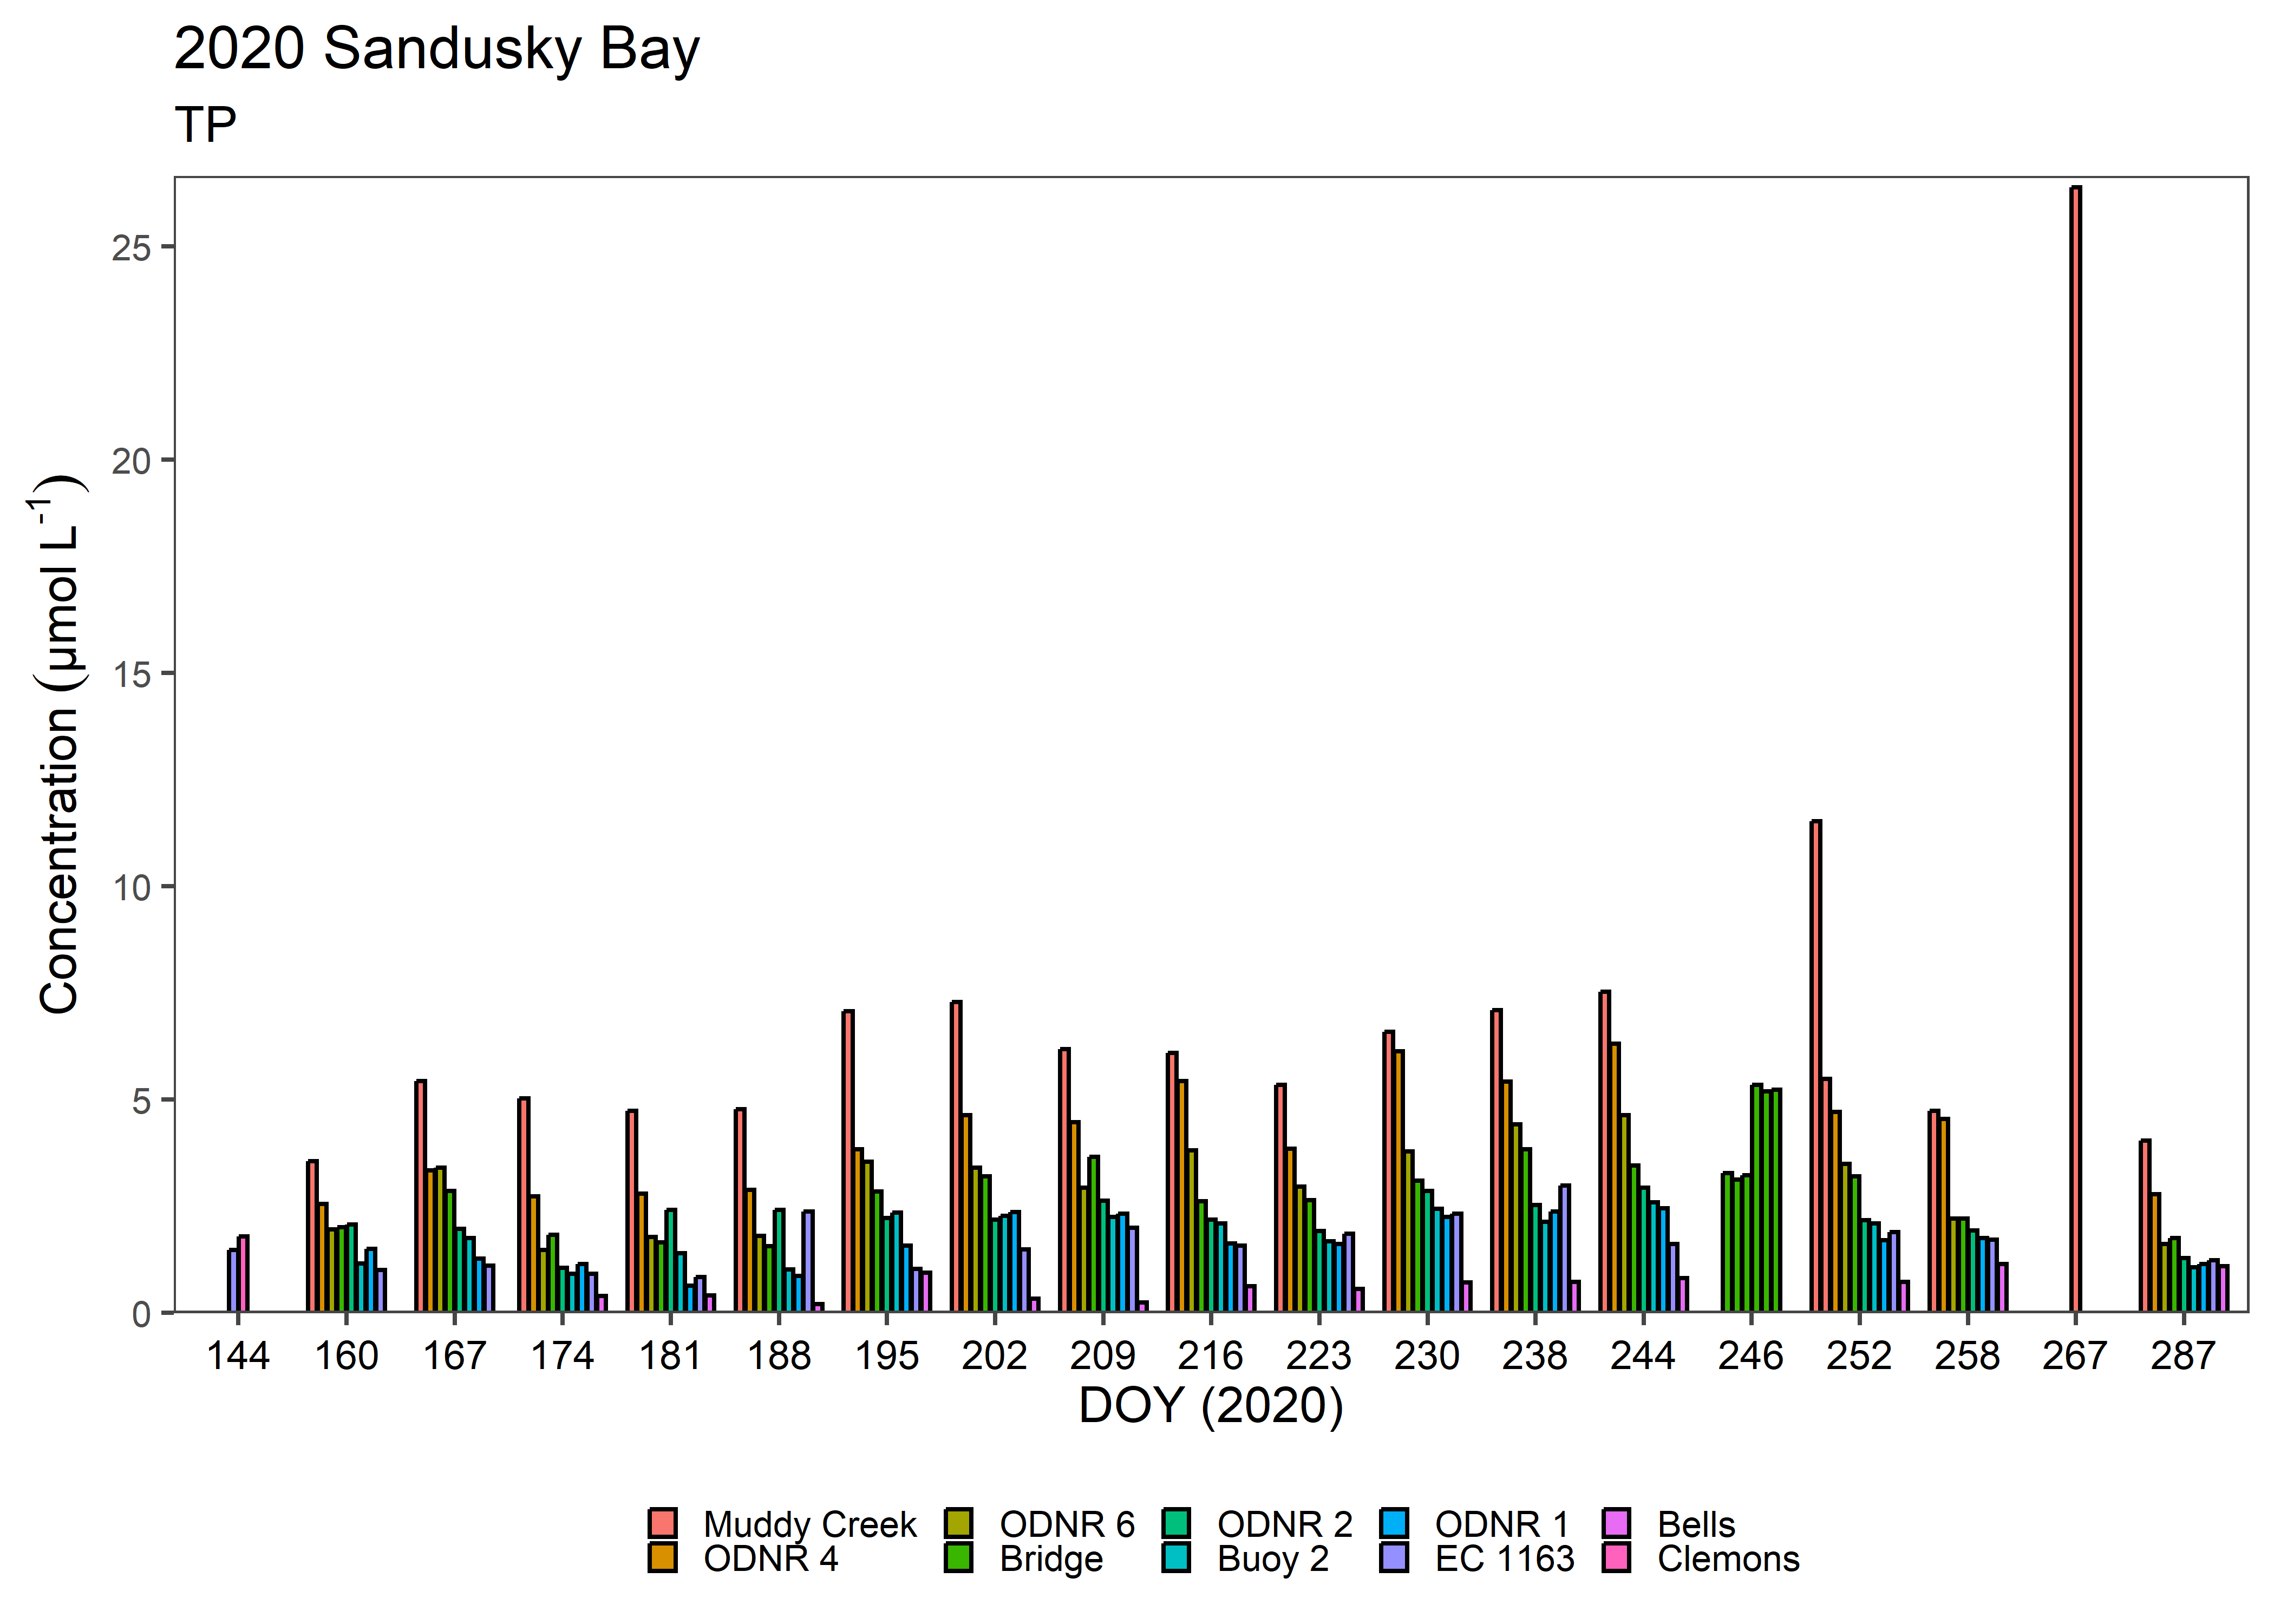 2020 Sandusky Bay
TP
Concentration (µmol L-1)
25
20
15
10
5
0
144 160 167 174 181 188 195 202 209 216 223 230 238 244 246 252 258 267 287
DOY (2020)
Muddy Creek ODNR 6 ODNR 2 ODNR 1 Bells
ODNR 4 Bridge Buoy 2 EC 1163 Clemons